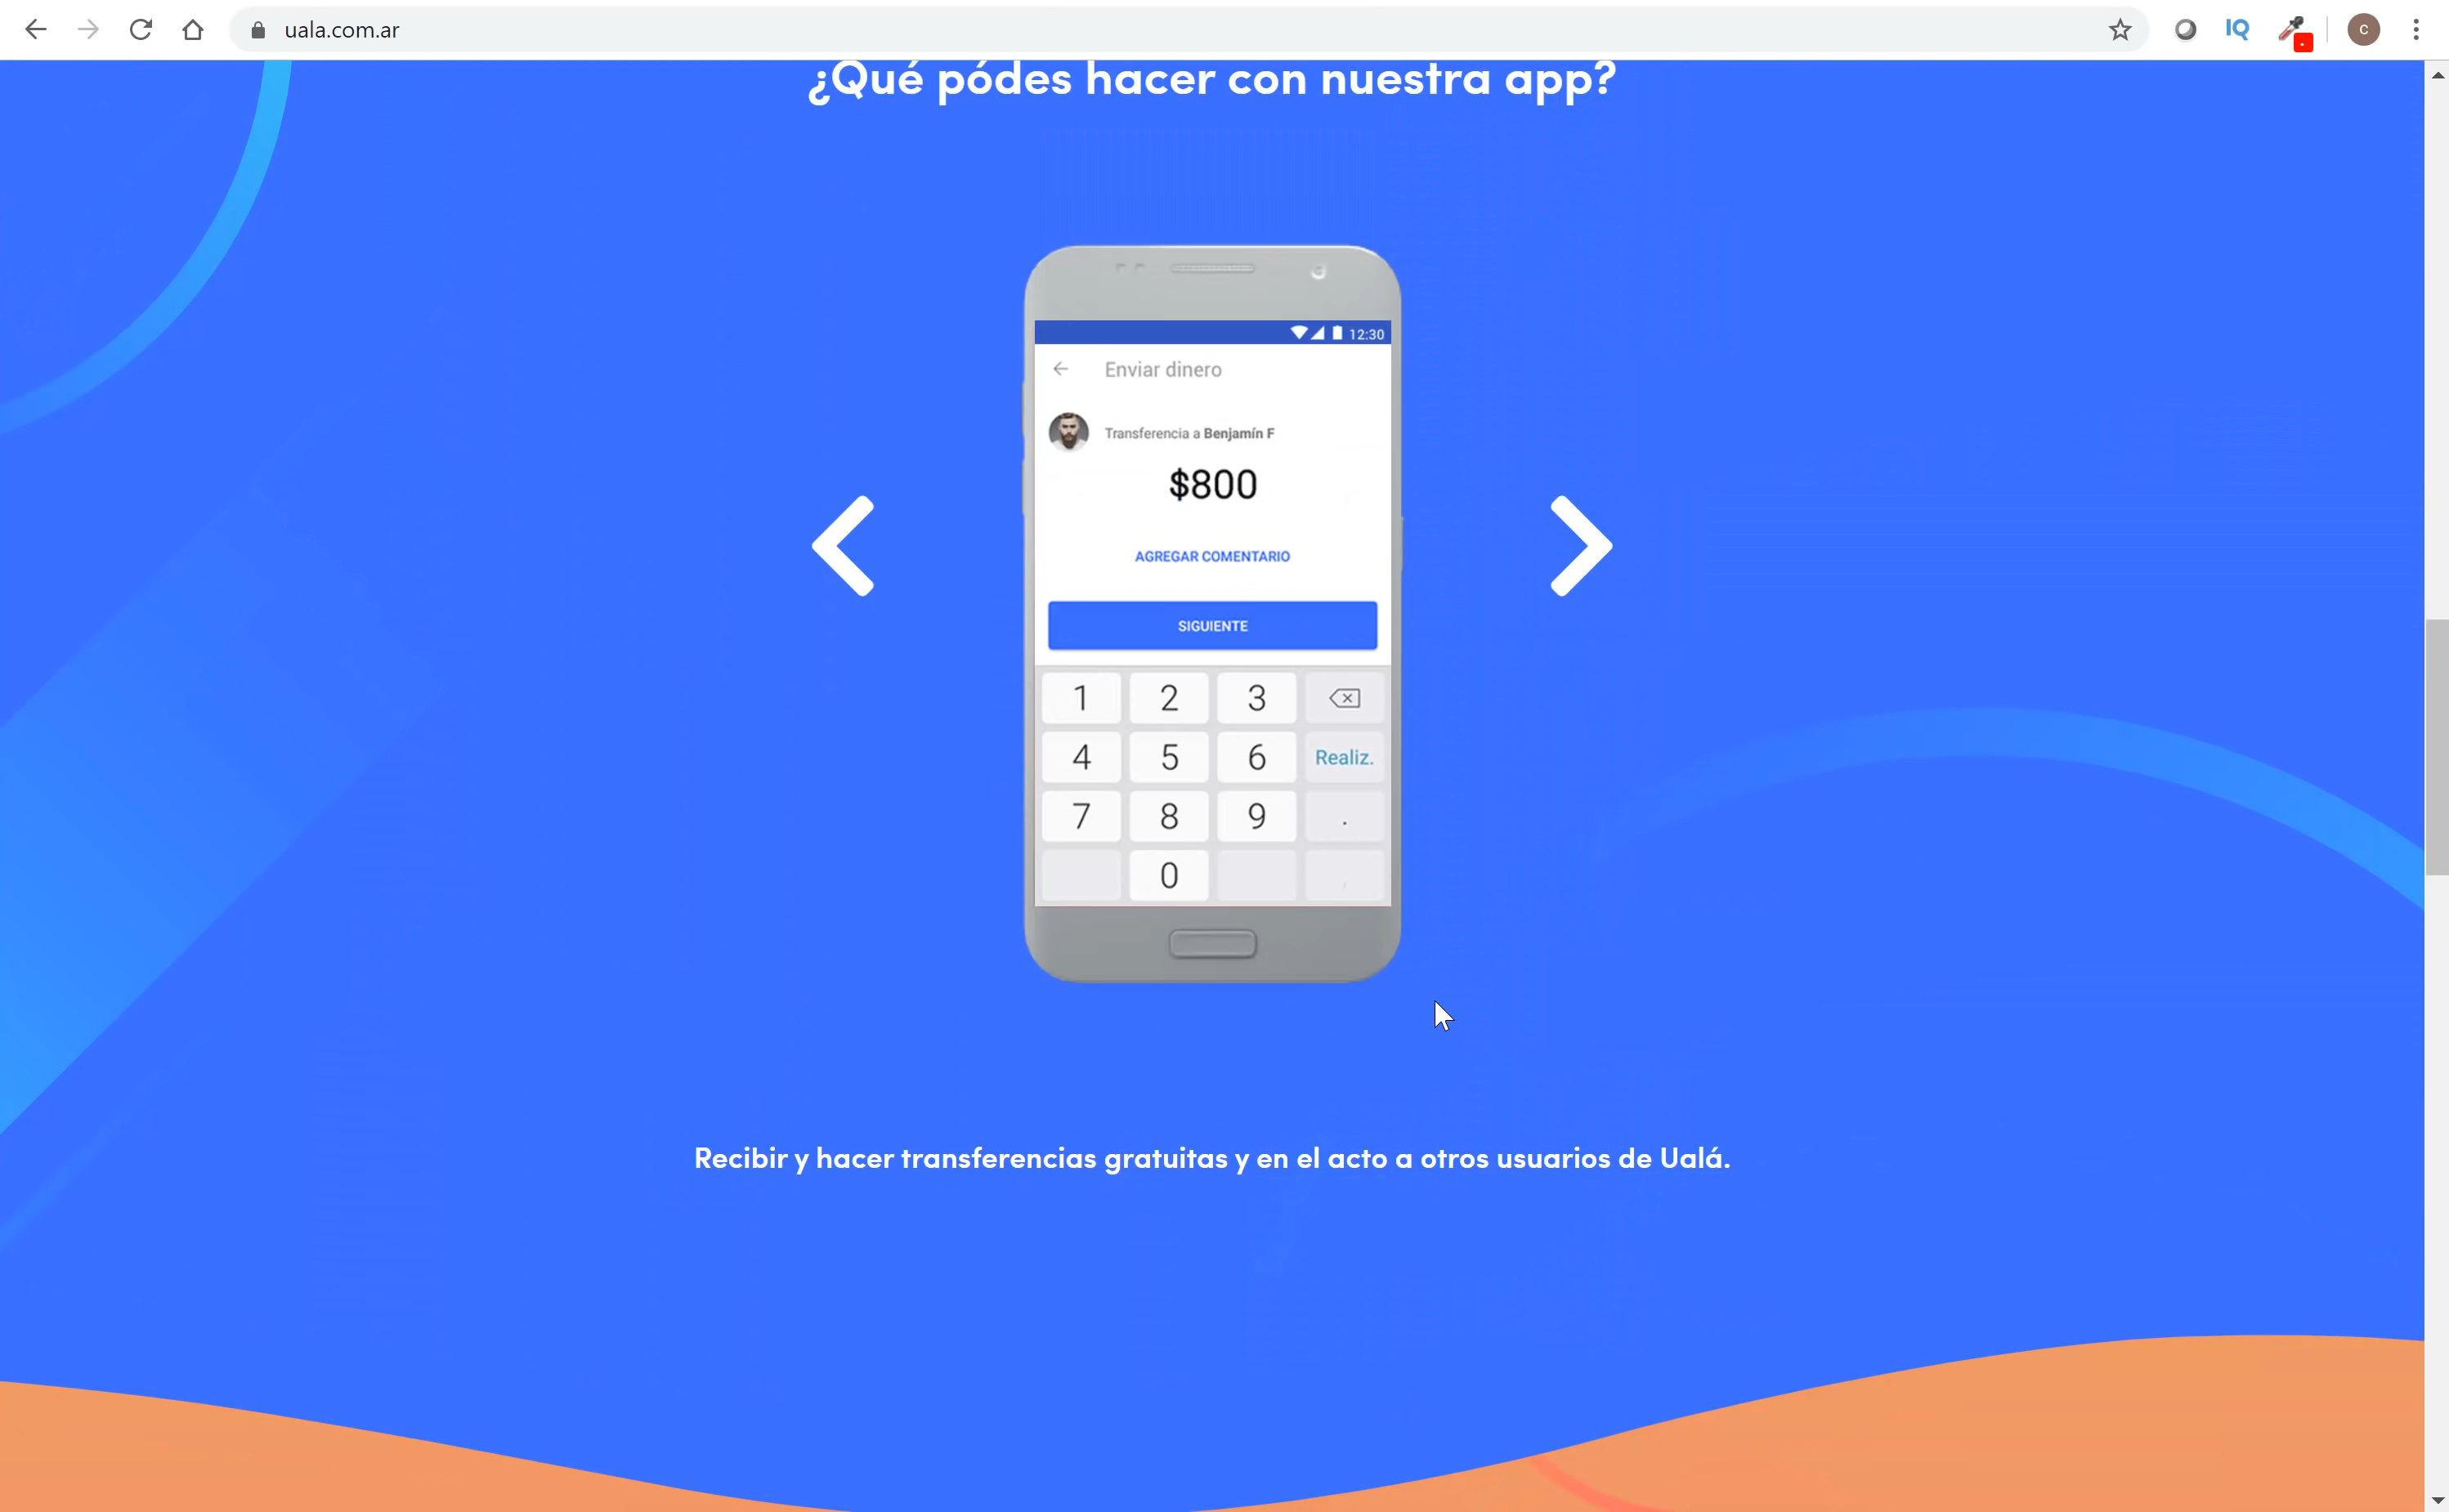 uala.com.ar
IQ
C
¿Qué pódes hacer con nuestra app?
12:30
Enviar dinero
Transferencia a Benjamín F
$800
AGREGAR COMENTARIO
SIGUIENTE
1 2 3
4 5 6 Realiz.
7 8 9 .
0 ,
Recibir y hacer transferencias gratuitas y en el acto a otros usuarios de Ualá.